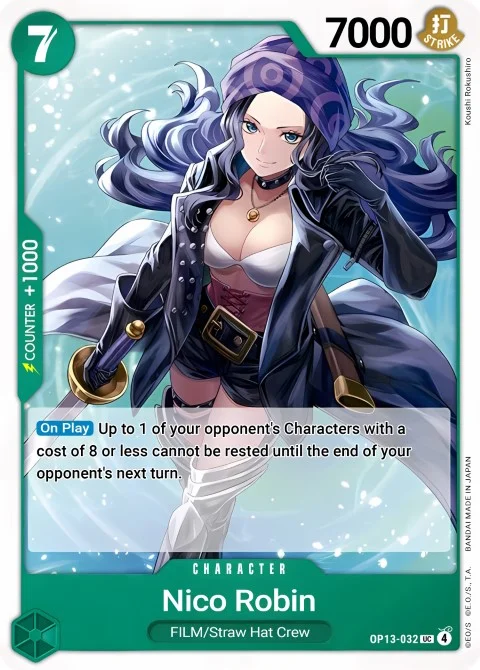 7
7000
打
STRIKE
Koushi Rokushiro
COUNTER +1000
On Play Up to 1 of your opponent's Characters with a
cost of 8 or less cannot be rested until the end of your
opponent's next turn.
CHARACTER
Nico Robin
FILM/Straw Hat Crew
OP13-032 UC 4
©EO/S ©E.O./S.,T.A. BANDAI MADE IN JAPAN